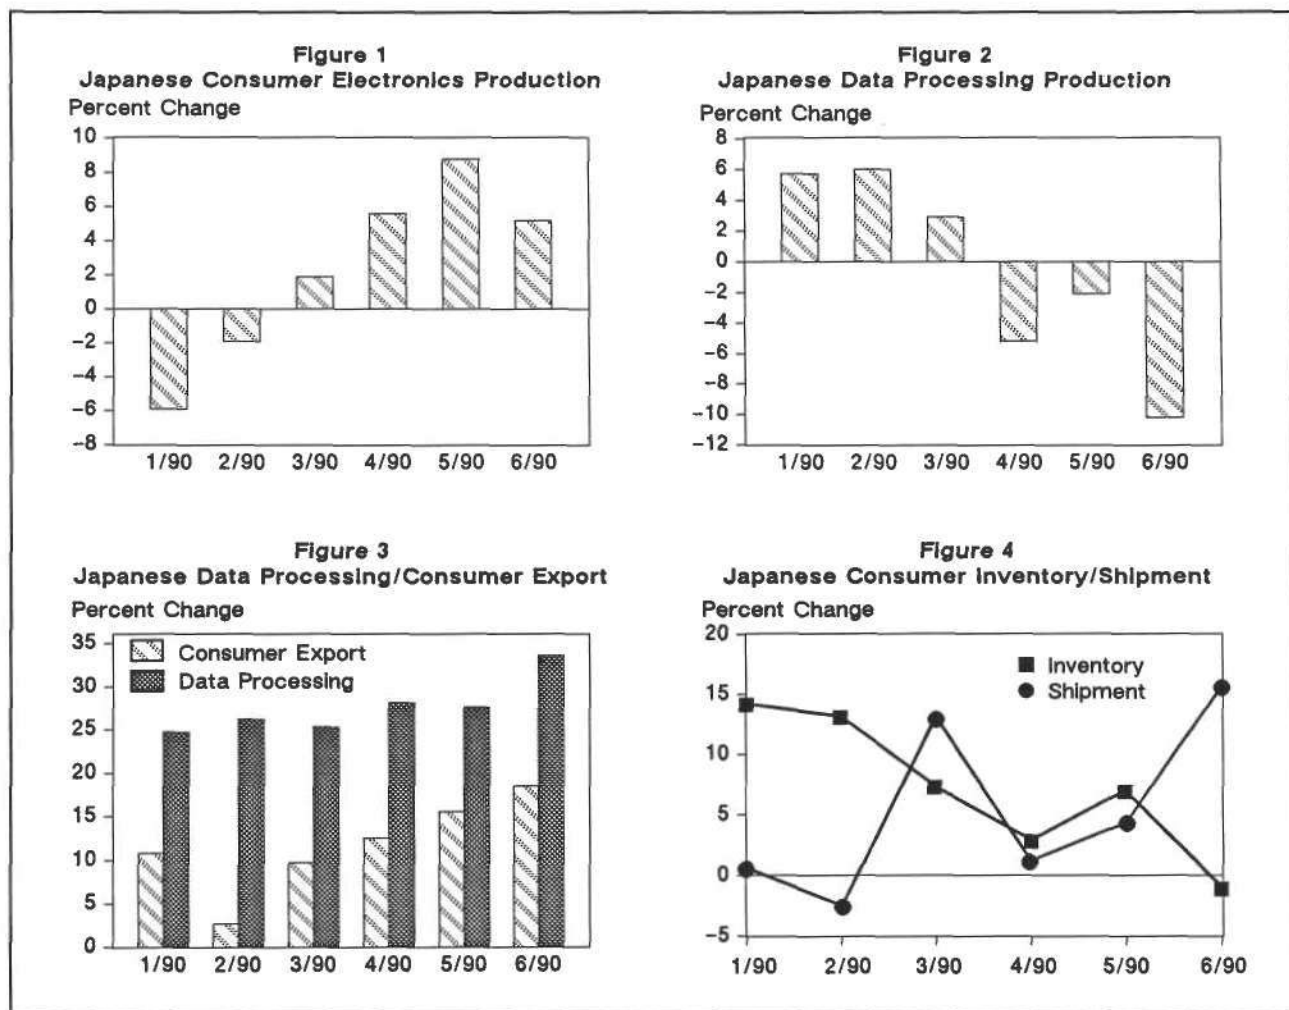 Figure 1
Japanese Consumer Electronics Production
Percent Change
10
8
6
4
2
0
-2
-4
-6
-8
1/90 2/90 3/90 4/90 5/90 6/90
Figure 2
Japanese Data Processing Production
Percent Change
8
6
4
2
0
-2
-4
-6
-8
-10
-12
1/90 2/90 3/90 4/90 5/90 6/90
Figure 3
Japanese Data Processing/Consumer Export
Percent Change
35
30
25
20
15
10
5
0
Consumer Export
Data Processing
1/90 2/90 3/90 4/90 5/90 6/90
Figure 4
Japanese Consumer Inventory/Shipment
Percent Change
20
15
10
5
0
-5
Inventory
Shipment
1/90 2/90 3/90 4/90 5/90 6/90